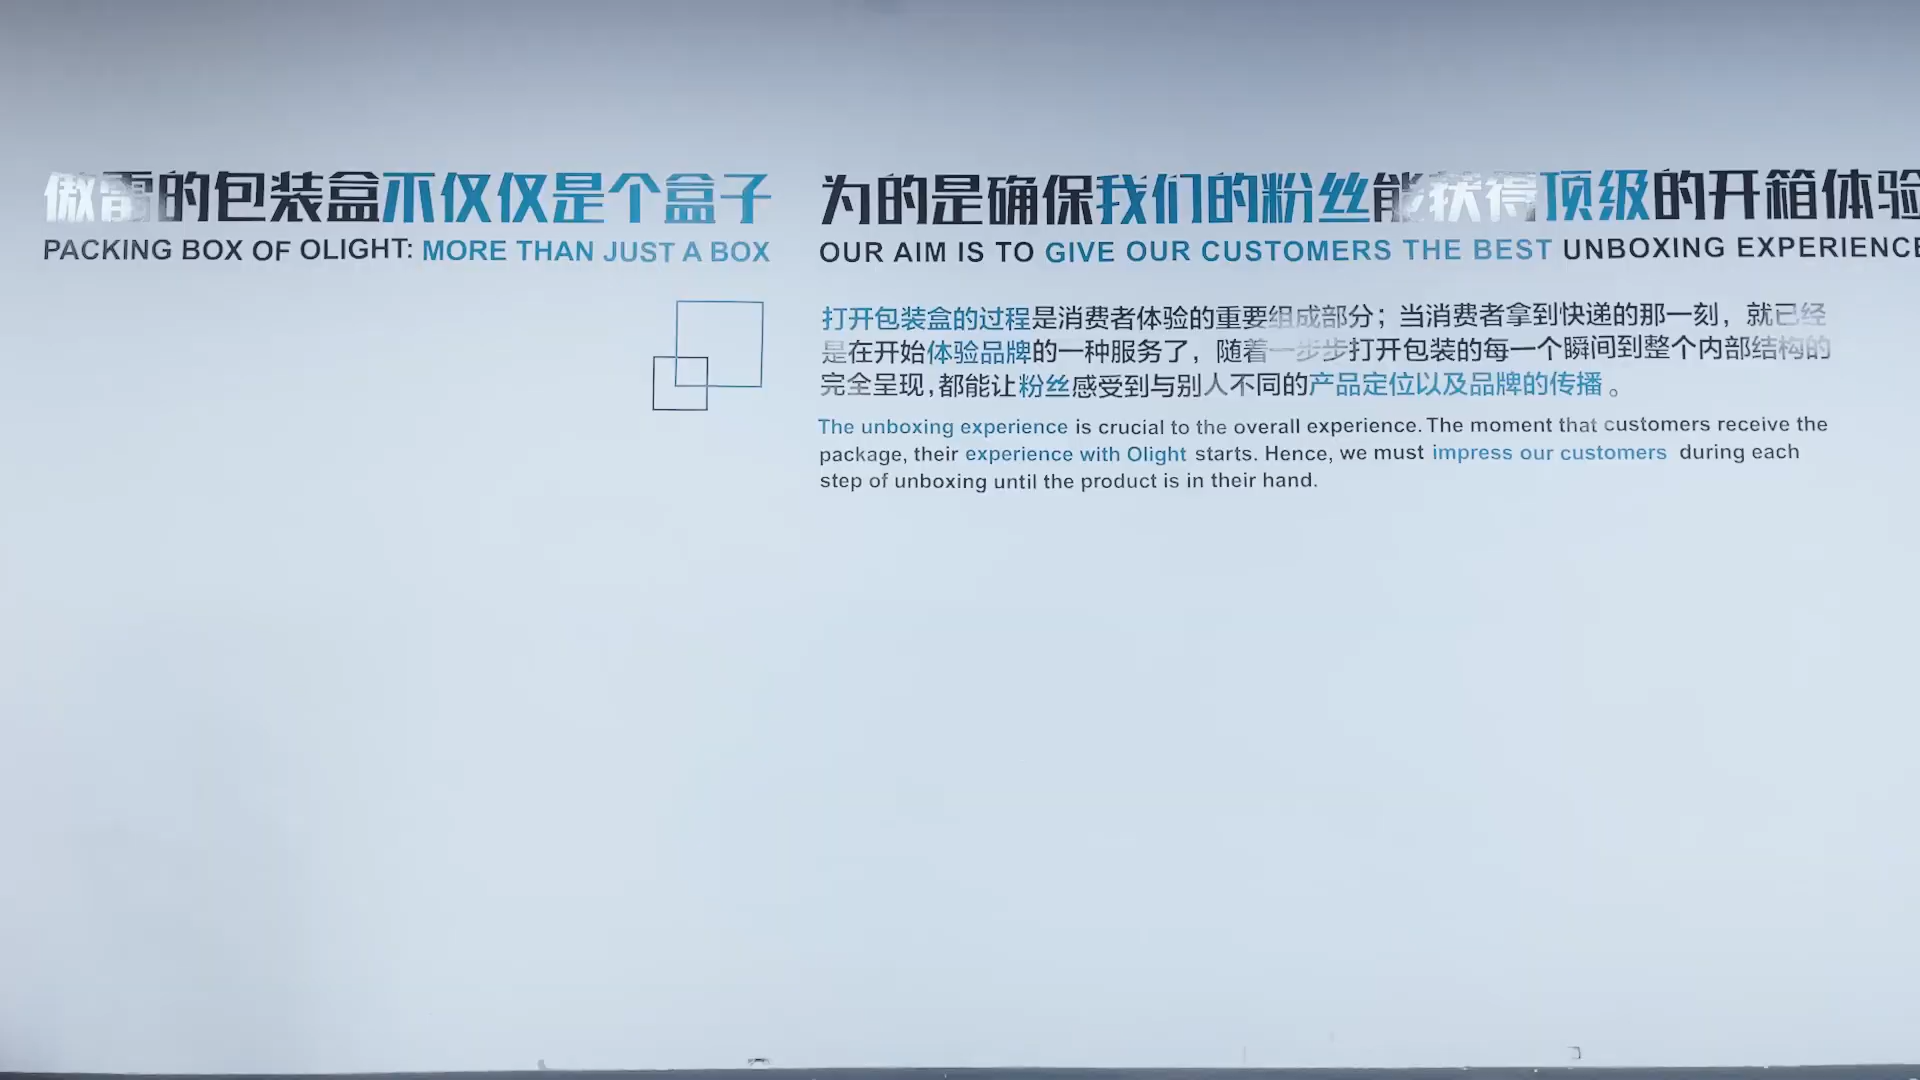 傲雷的包装盒不仅仅是个盒子
PACKING BOX OF OLIGHT: MORE THAN JUST A BOX
为的是确保我们的粉丝能获得顶级的开箱体验
OUR AIM IS TO GIVE OUR CUSTOMERS THE BEST UNBOXING EXPERIENCE
打开包装盒的过程是消费者体验的重要组成部分；当消费者拿到快递的那一刻，就已经
是在开始体验品牌的一种服务了，随着一步步打开包装的每一个瞬间到整个内部结构的
完全呈现,都能让粉丝感受到与别人不同的产品定位以及品牌的传播。
The unboxing experience is crucial to the overall experience. The moment that customers receive the
package, their experience with Olight starts. Hence, we must impress our customers during each
step of unboxing until the product is in their hand.